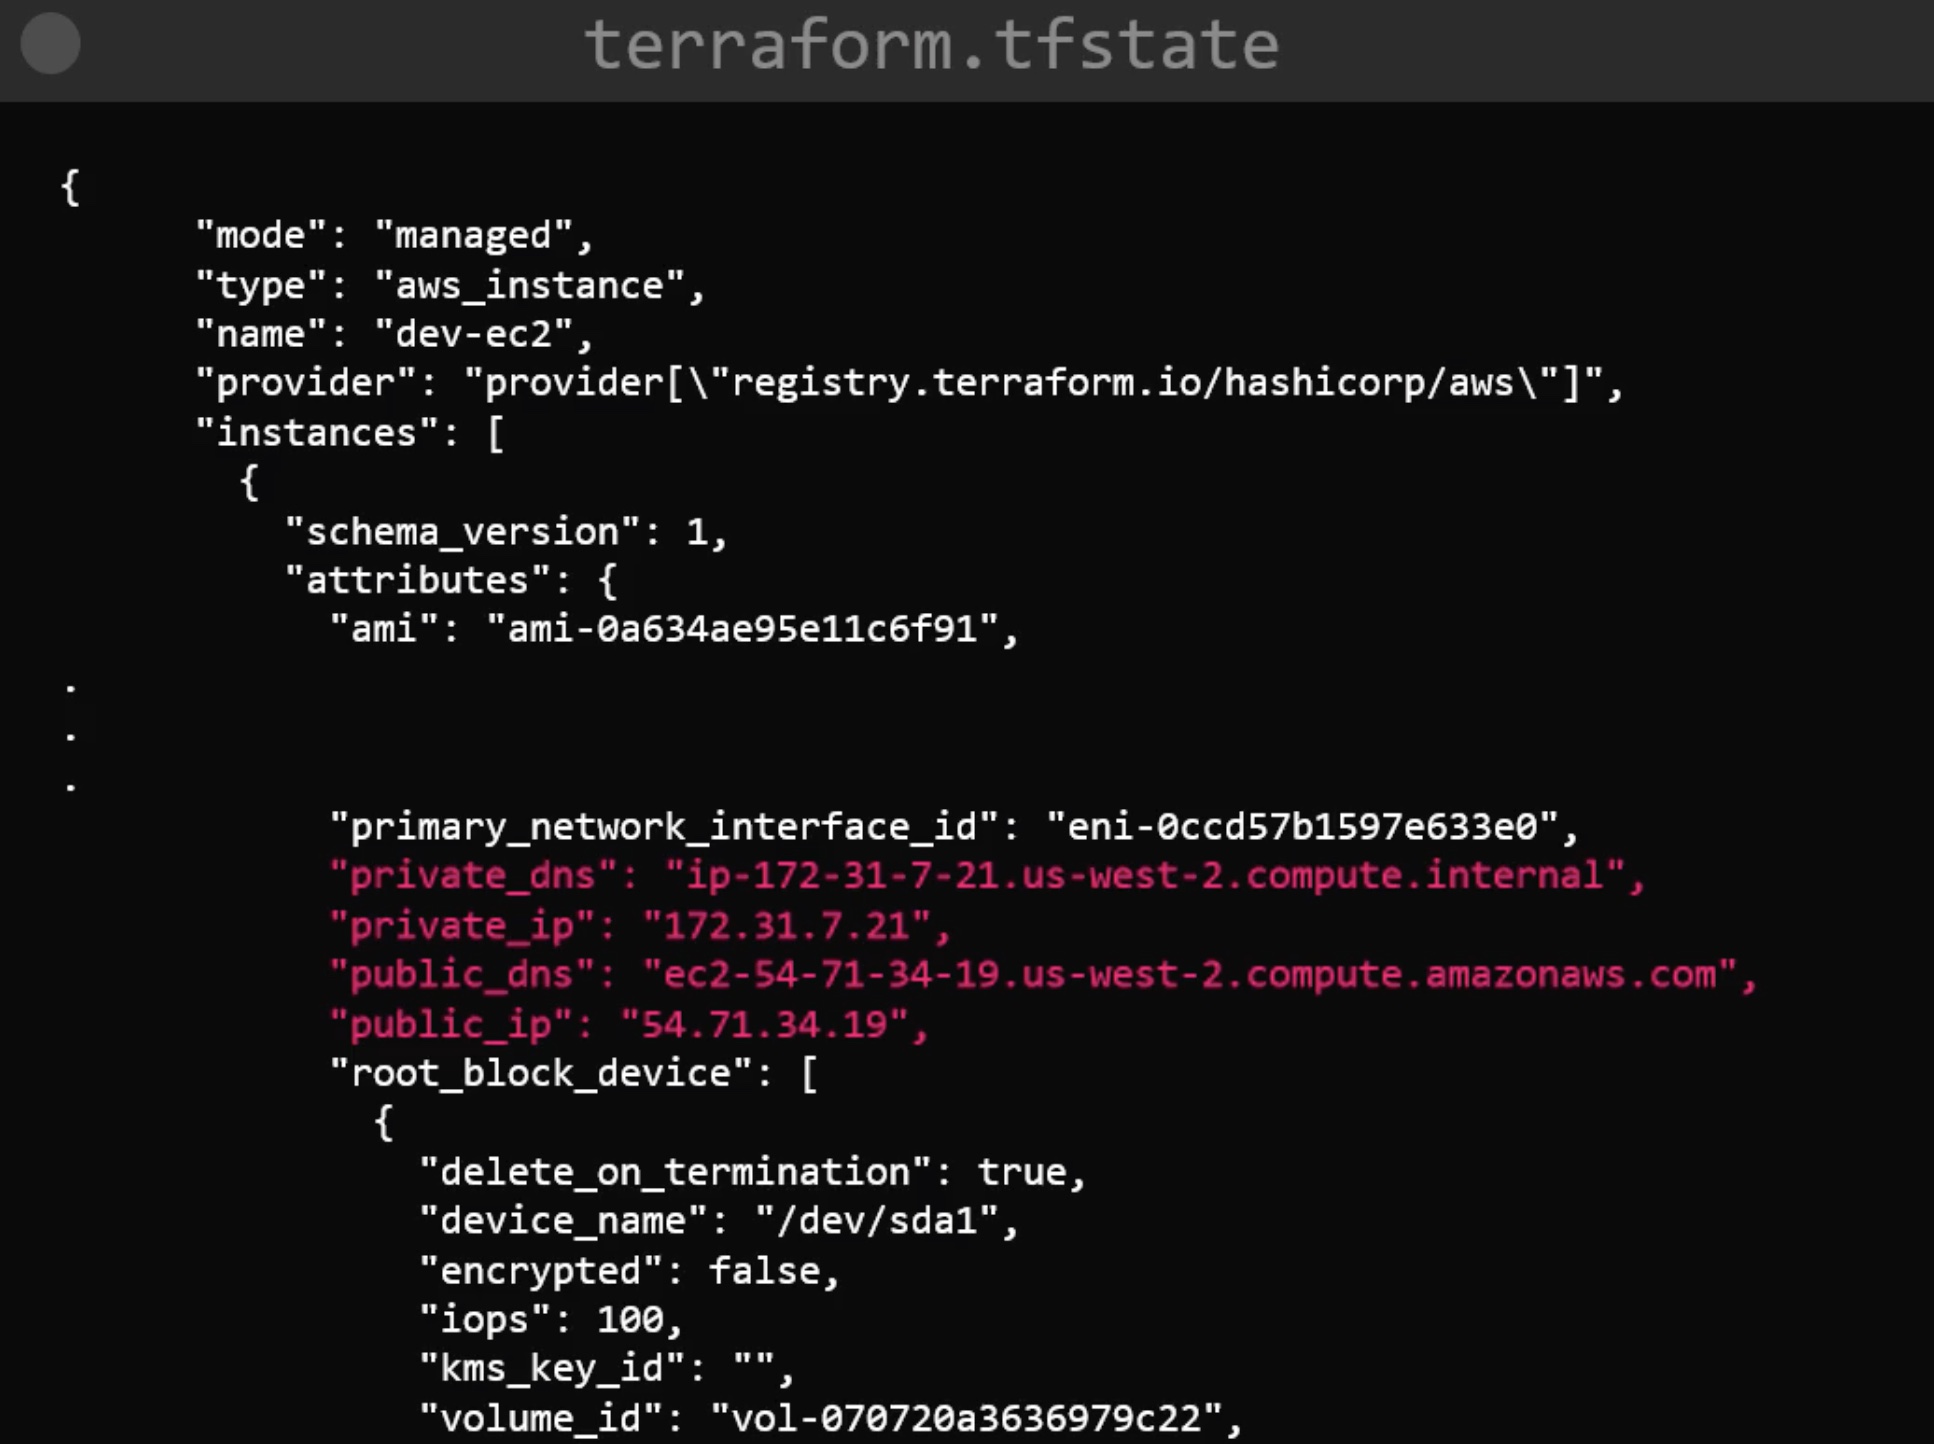 terraform.tfstate
{
"mode": "managed",
"type": "aws_instance",
"name": "dev-ec2",
"provider": "provider[\"registry.terraform.io/hashicorp/aws\"]",
"instances": [
{
"schema_version": 1,
"attributes": {
"ami": "ami-0a634ae95e11c6f91",
.
.
.
"primary_network_interface_id": "eni-0ccd57b1597e633e0",
"private_dns": "ip-172-31-7-21.us-west-2.compute.internal",
"private_ip": "172.31.7.21",
"public_dns": "ec2-54-71-34-19.us-west-2.compute.amazonaws.com",
"public_ip": "54.71.34.19",
"root_block_device": [
{
"delete_on_termination": true,
"device_name": "/dev/sda1",
"encrypted": false,
"iops": 100,
"kms_key_id": "",
"volume_id": "vol-070720a3636979c22",